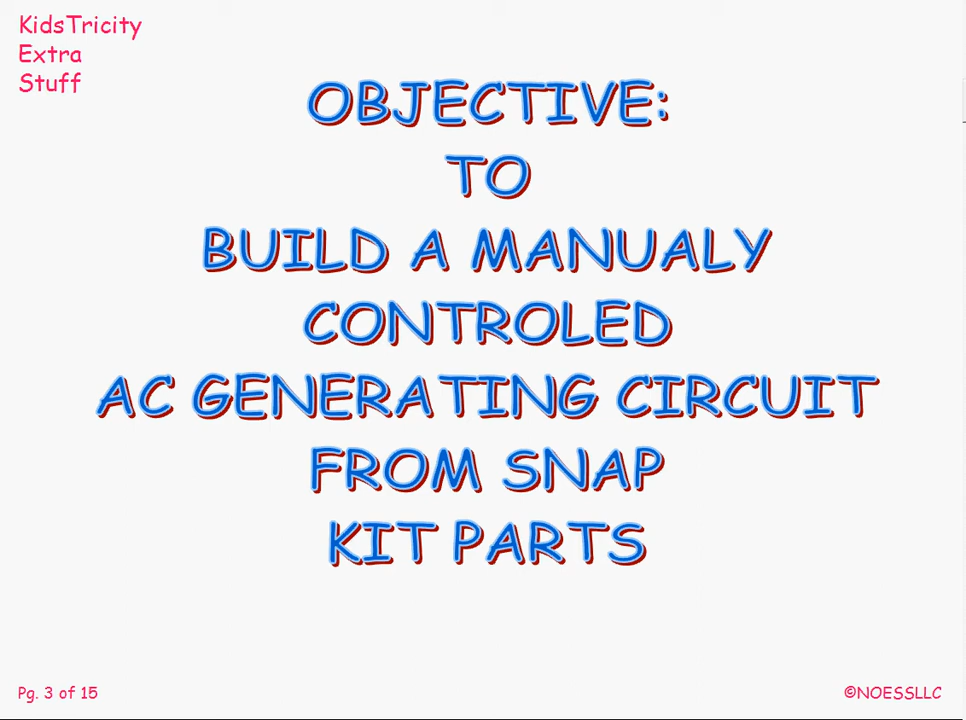 KidsTricity
Extra
Stuff
OBJECTIVE:
TO
BUILD A MANUALY
CONTROLED
AC GENERATING CIRCUIT
FROM SNAP
KIT PARTS
Pg. 3 of 15
©NOESSLLC